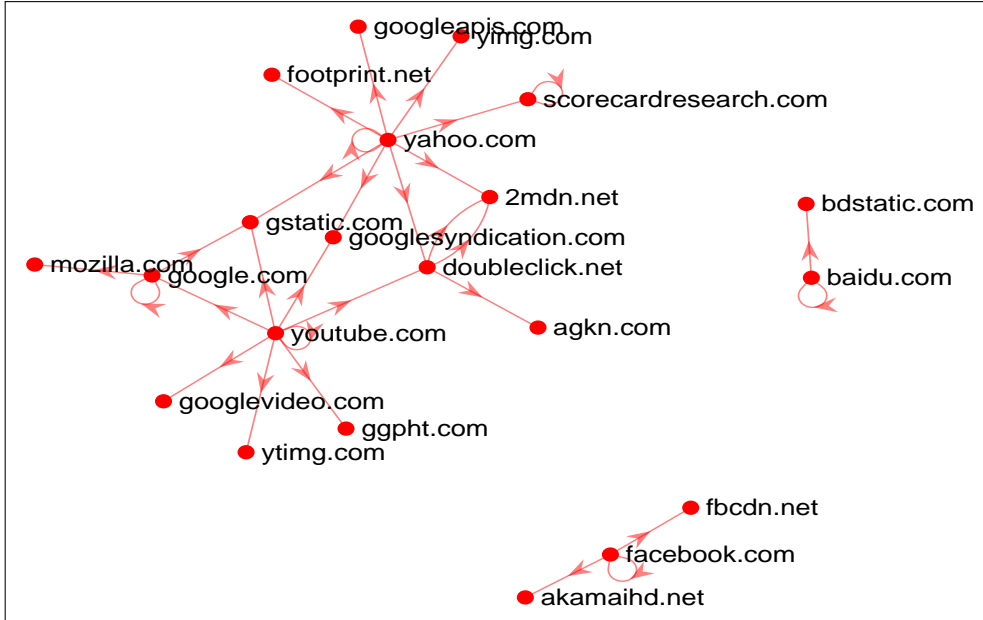 googleapis.com
yimg.com
footprint.net
scorecardresearch.com
yahoo.com
2mdn.net
bdstatic.com
gstatic.com
googlesyndication.com
mozilla.com
google.com
doubleclick.net
baidu.com
youtube.com
agkn.com
googlevideo.com
ggpht.com
ytimg.com
fbcdn.net
facebook.com
akamaihd.net